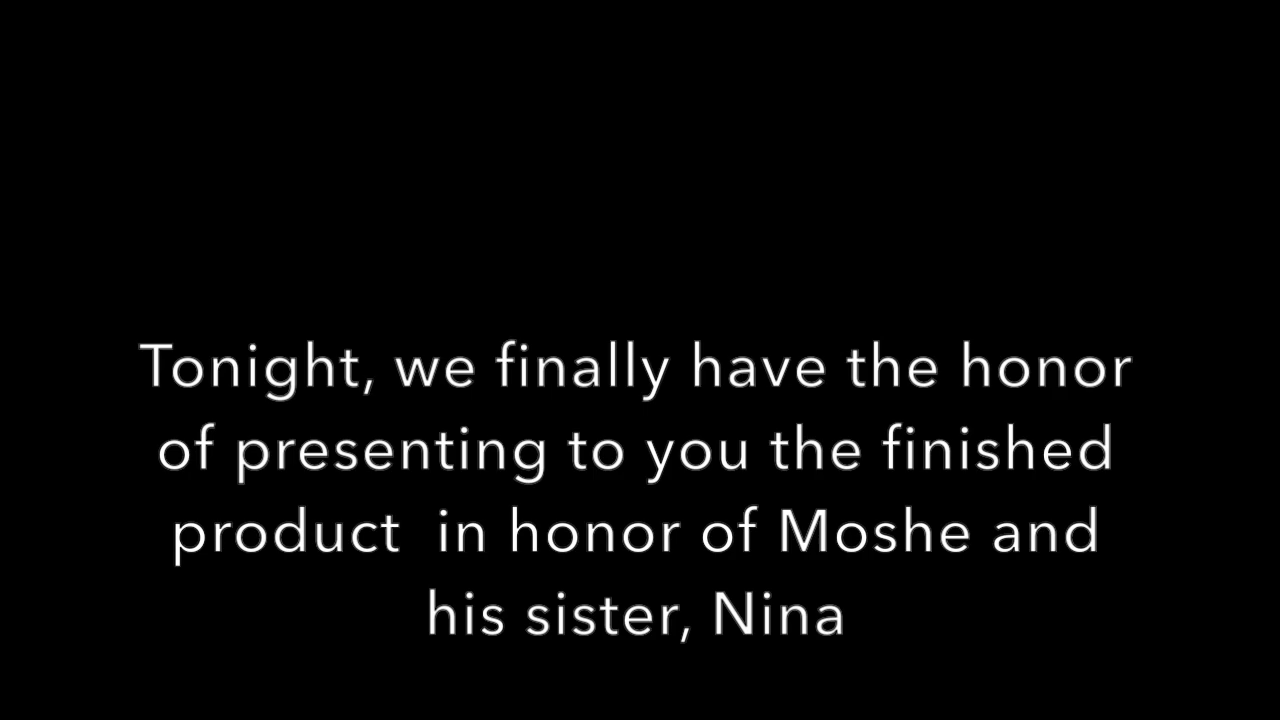 Tonight, we finally have the honor
of presenting to you the finished
product  in honor of Moshe and
his sister, Nina